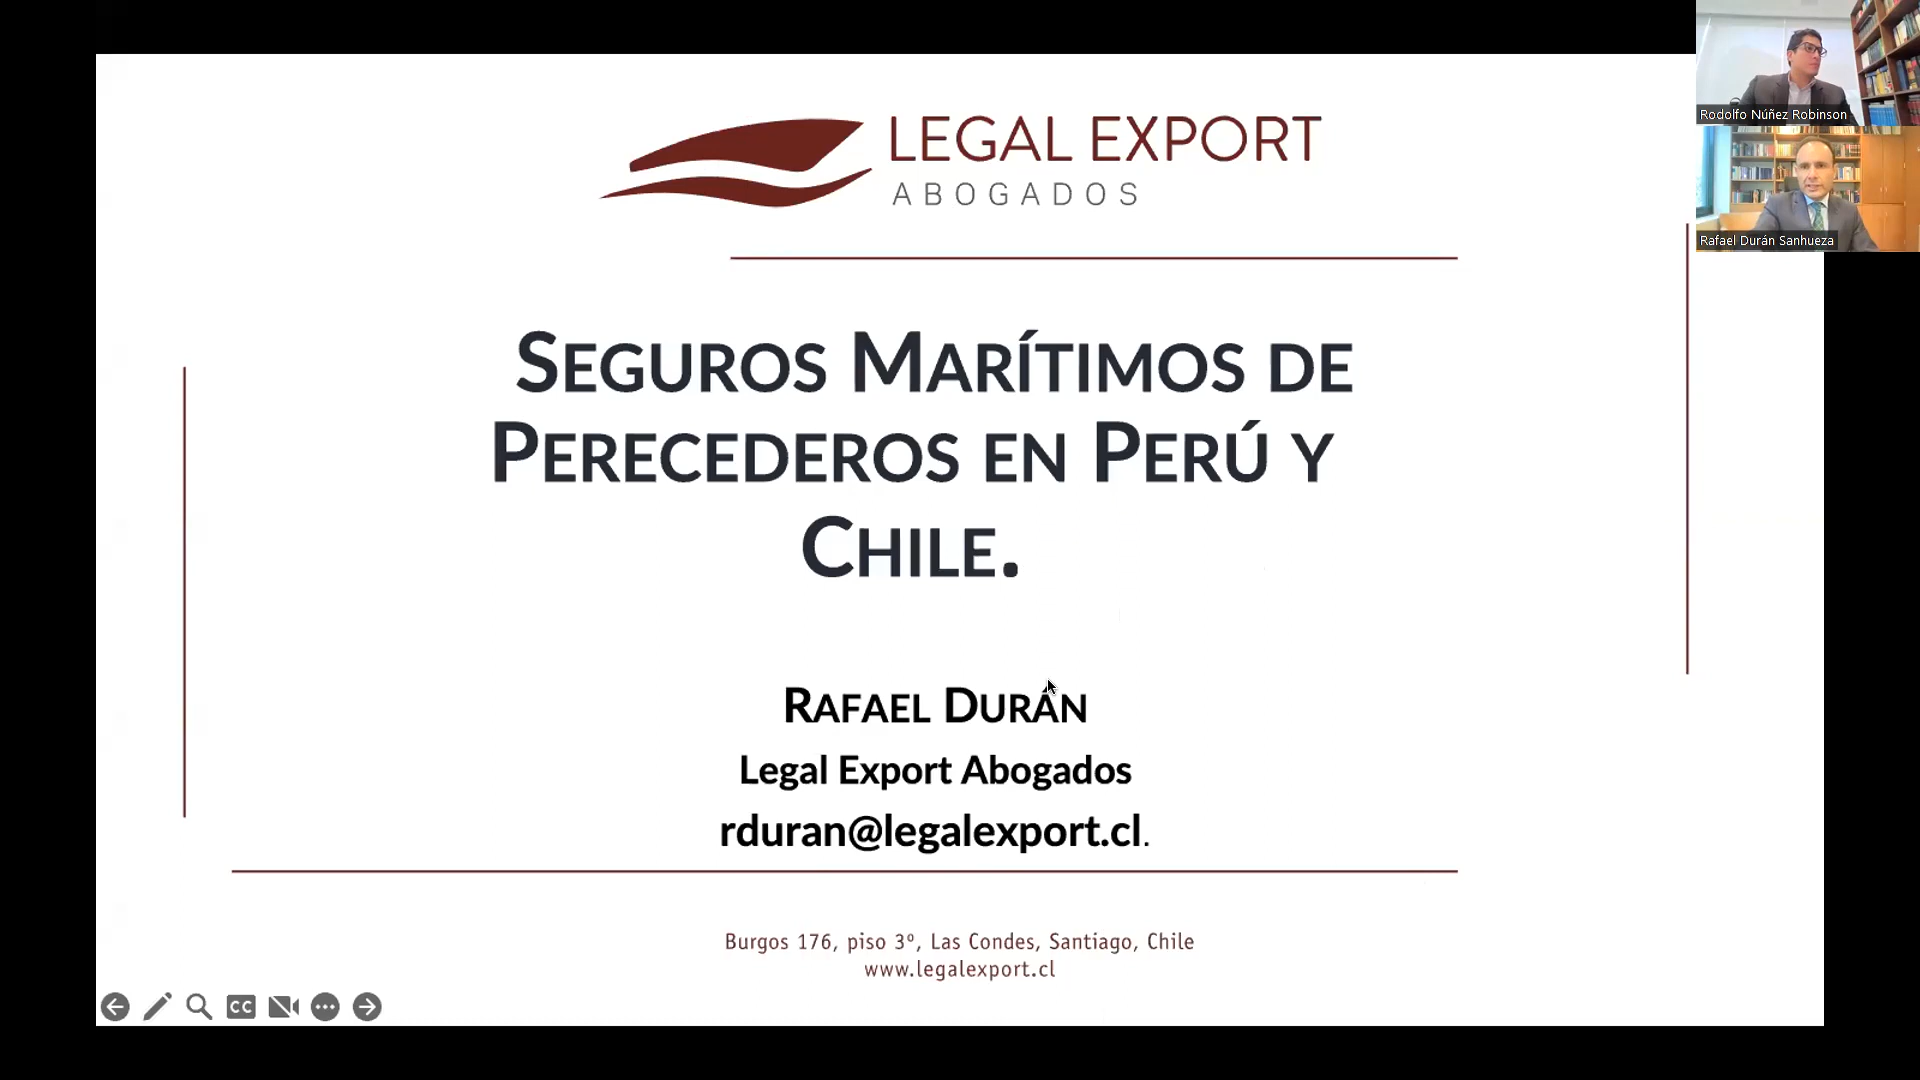 LEGAL EXPORT
ABOGADOS
Rodolfo Núñez Robinson
Rafael Durán Sanhueza
SEGUROS MARÍTIMOS DE
PERECEDEROS EN PERÚ Y
CHILE.
RAFAEL DURÁN
Legal Export Abogados
rduran@legalexport.cl.
Burgos 176, piso 3º, Las Condes, Santiago, Chile
www.legalexport.cl
CC